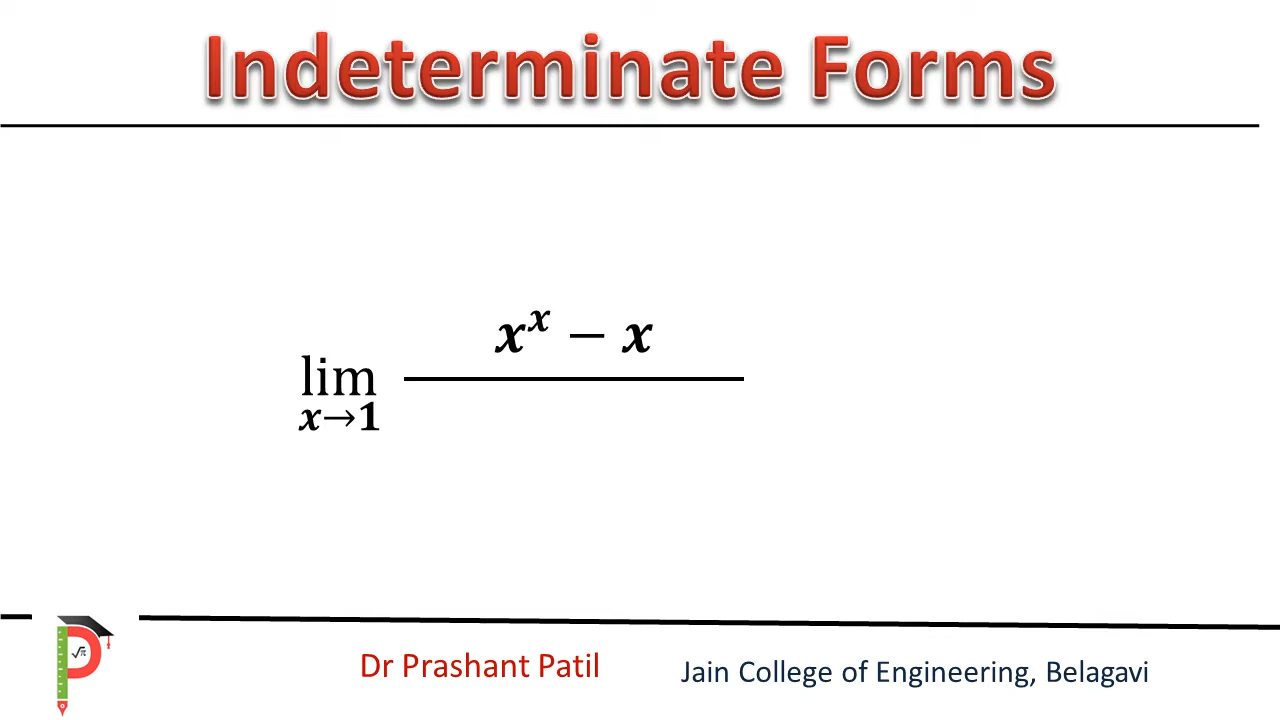 Indeterminate Forms
lim x→1 x^x − x
√π
Dr Prashant Patil
Jain College of Engineering, Belagavi